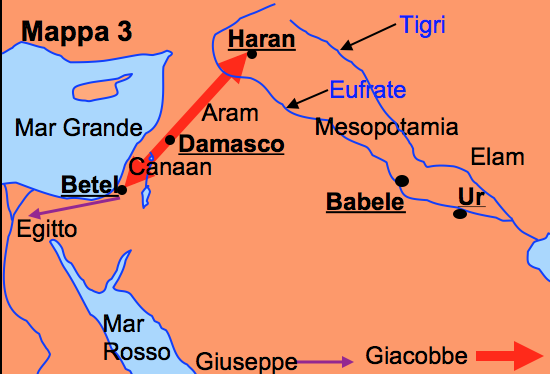 Mappa 3
Haran
Tigri
Eufrate
Aram
Mar Grande
Mesopotamia
Damasco
Canaan
Elam
Betel
Babele
Ur
Egitto
Mar
Rosso
Giuseppe
Giacobbe